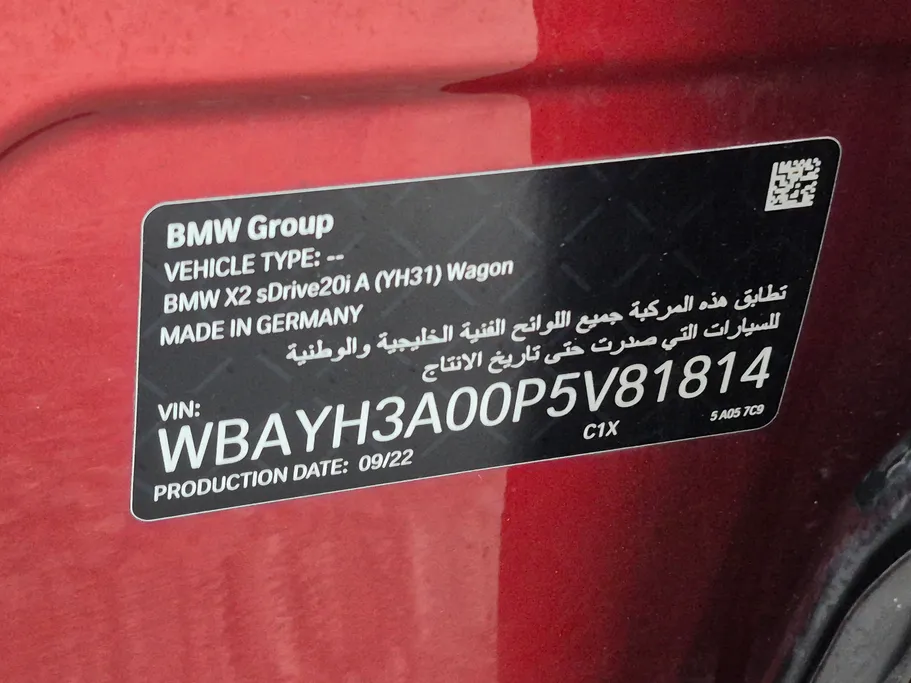 BMW Group
VEHICLE TYPE: --
BMW X2 sDrive20i A (YH31) Wagon
MADE IN GERMANY
تطابق هذه المركبة جميع اللوائح الفنية الخليجية والوطنية
للسيارات التي صدرت حتى تاريخ الانتاج
VIN:
WBAYH3A00P5V81814
PRODUCTION DATE: 09/22
C1X
5 A05 7C9